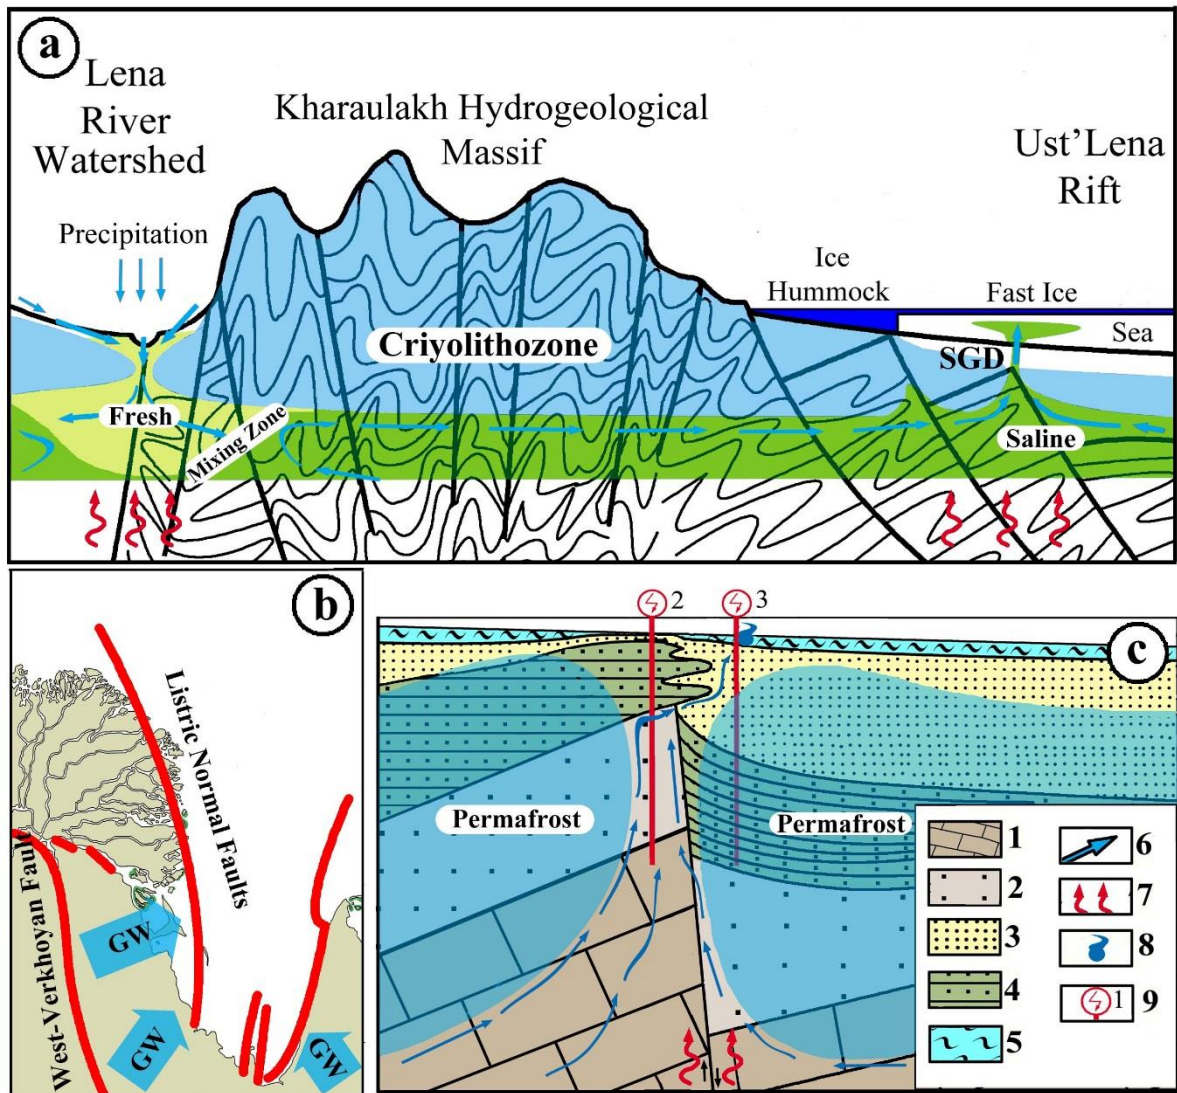 a
Lena
River
Watershed
Kharaulakh Hydrogeological
Massif
Ust'Lena
Rift
Precipitation
Ice
Hummock
Fast Ice
Sea
Criyolithozone
SGD
Fresh
Mixing Zone
Saline
b
Listric Normal Faults
West-Verkhoyan Fault
GW
GW
GW
c
2
3
Permafrost
Permafrost
1
2
3
4
5
6
7
8
1
9